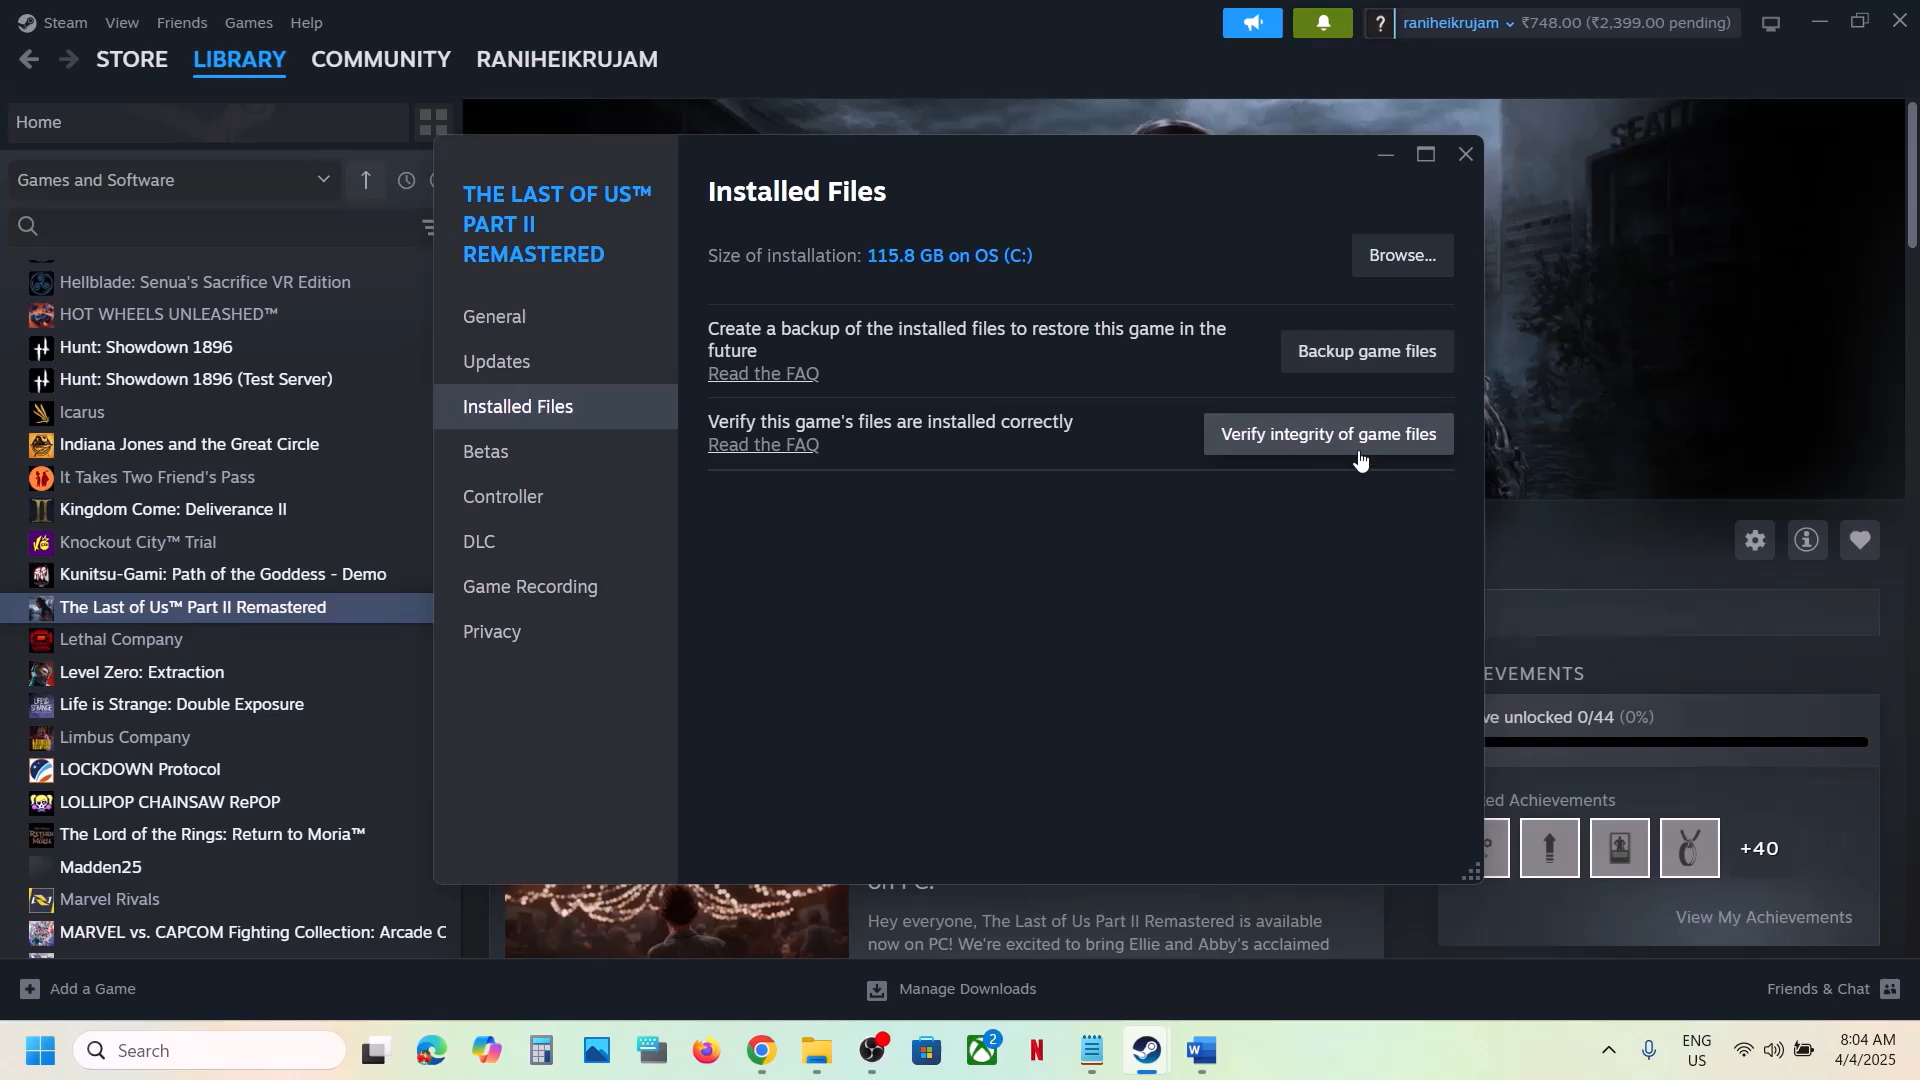 Steam View Friends Games Help
? raniheikrujam ₹748.00 (₹2,399.00 pending)
STORE LIBRARY COMMUNITY RANIHEIKRUJAM
Home
Games and Software
Hellblade: Senua's Sacrifice VR Edition
HOT WHEELS UNLEASHED™
Hunt: Showdown 1896
Hunt: Showdown 1896 (Test Server)
Icarus
Indiana Jones and the Great Circle
It Takes Two Friend's Pass
Kingdom Come: Deliverance II
Knockout City™ Trial
Kunitsu-Gami: Path of the Goddess - Demo
The Last of Us™ Part II Remastered
Lethal Company
Level Zero: Extraction
Life is Strange: Double Exposure
Limbus Company
LOCKDOWN Protocol
LOLLIPOP CHAINSAW RePOP
The Lord of the Rings: Return to Moria™
Madden25
Marvel Rivals
MARVEL vs. CAPCOM Fighting Collection: Arcade C
THE LAST OF US™
PART II
REMASTERED
General
Updates
Installed Files
Betas
Controller
DLC
Game Recording
Privacy
Installed Files
Size of installation: 115.8 GB on OS (C:)
Browse...
Create a backup of the installed files to restore this game in the
future
Read the FAQ
Backup game files
Verify this game's files are installed correctly
Read the FAQ
Verify integrity of game files
SEATTL
EVEMENTS
ve unlocked 0/44 (0%)
ed Achievements
+40
View My Achievements
on PC!
Hey everyone, The Last of Us Part II Remastered is available
now on PC! We're excited to bring Ellie and Abby's acclaimed
Add a Game
Manage Downloads
Friends & Chat
Search
2
ENG
US
8:04 AM
4/4/2025